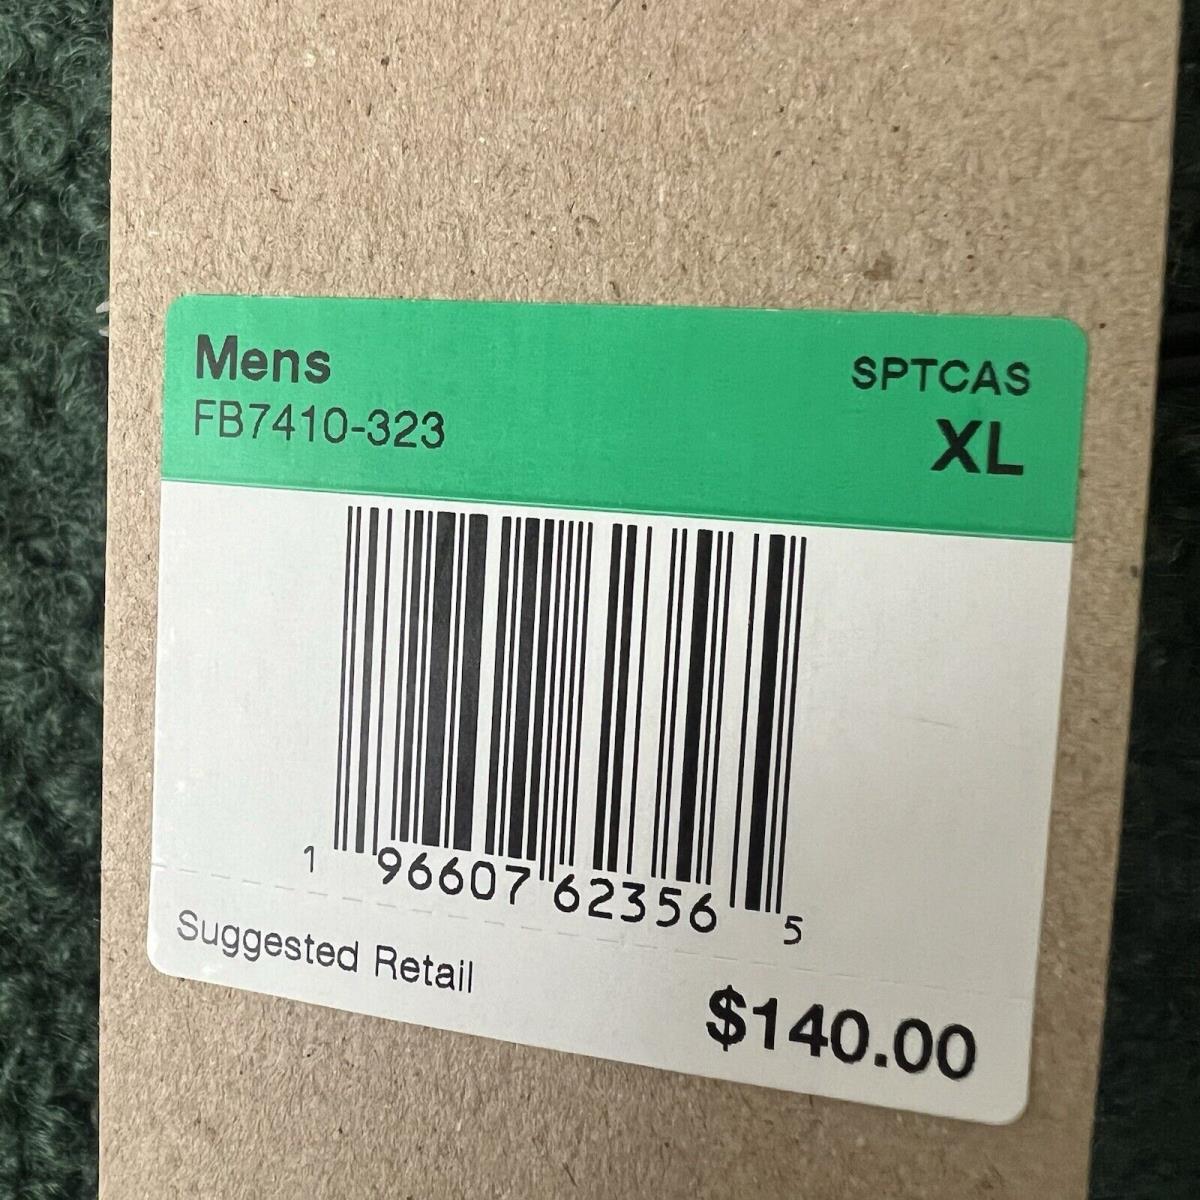 Mens
FB7410-323
SPTCAS
XL
1 96607 62356 5
Suggested Retail
$140.00